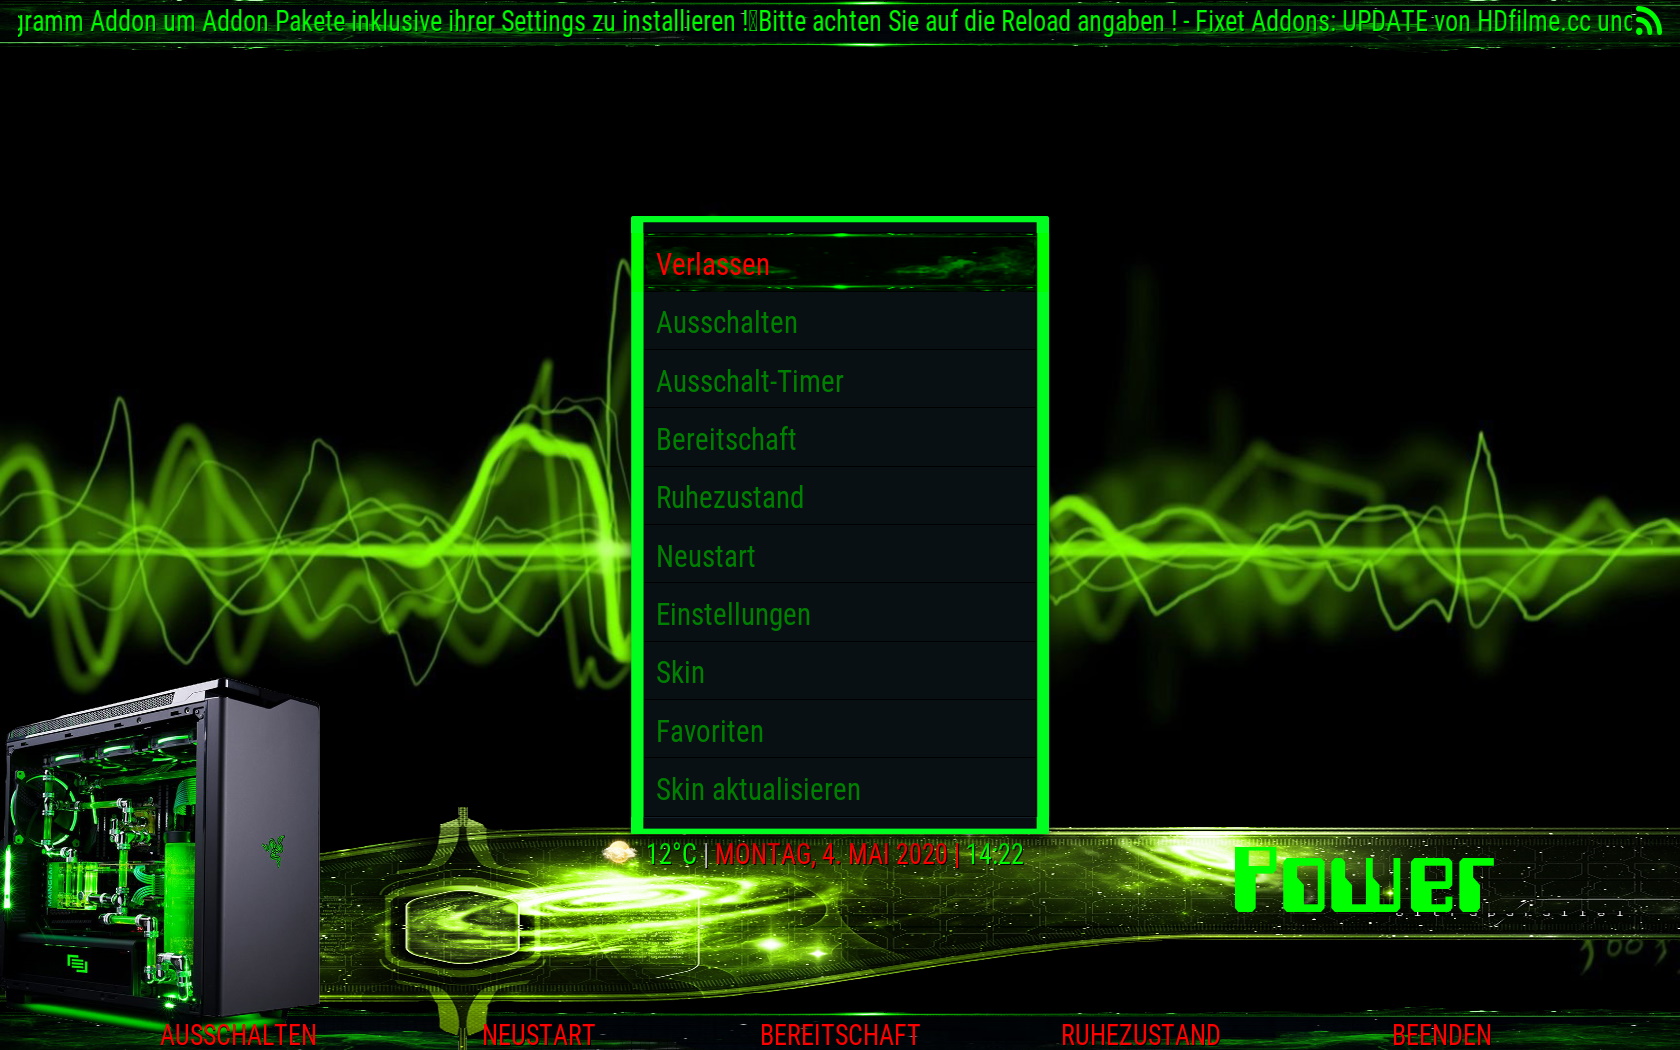 gramm Addon um Addon Pakete inklusive ihrer Settings zu installieren ! Bitte achten Sie auf die Reload angaben ! - Fixet Addons: UPDATE von HDfilme.cc und
Verlassen
Ausschalten
Ausschalt-Timer
Bereitschaft
Ruhezustand
Neustart
Einstellungen
Skin
Favoriten
Skin aktualisieren
12°C | MONTAG, 4. MAI 2020 | 14:22
Power
AUSSCHALTEN NEUSTART BEREITSCHAFT RUHEZUSTAND BEENDEN